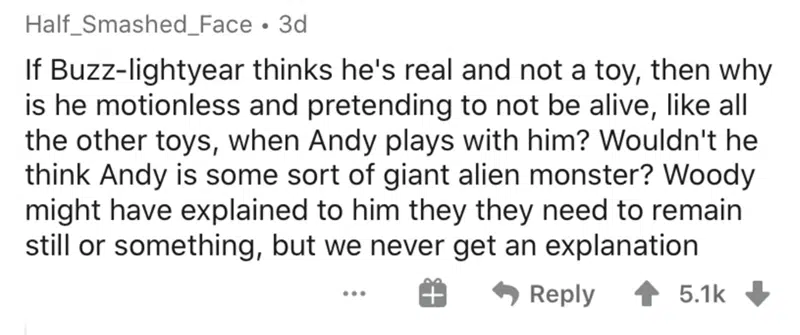 Half_Smashed_Face • 3d
If Buzz-lightyear thinks he's real and not a toy, then why
is he motionless and pretending to not be alive, like all
the other toys, when Andy plays with him? Wouldn't he
think Andy is some sort of giant alien monster? Woody
might have explained to him they they need to remain
still or something, but we never get an explanation
... Reply 5.1k